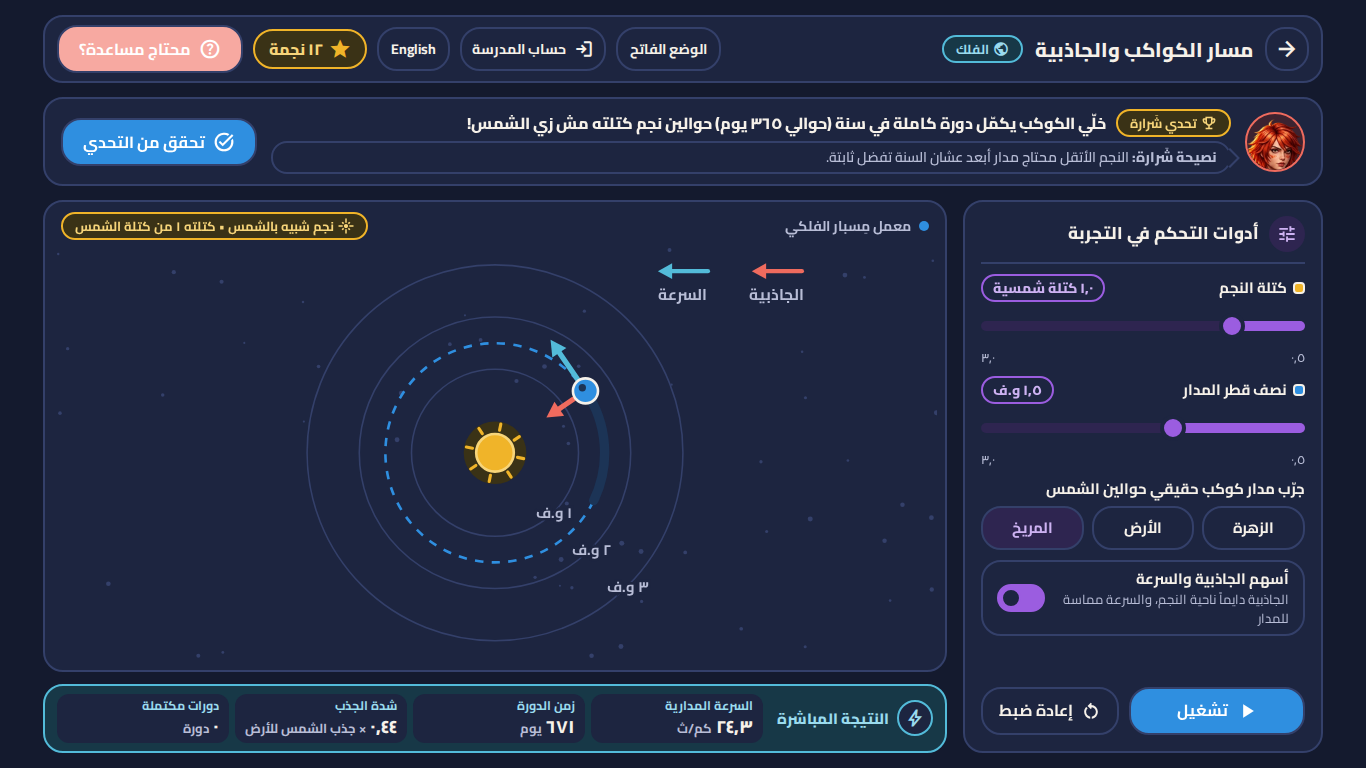 مسار الكواكب والجاذبية
الفلك
الوضع الفاتح
حساب المدرسة
English
١٢ نجمة
محتاج مساعدة؟
تحدي شرارة
خلّي الكوكب يكمّل دورة كاملة في سنة (حوالي ٣٦٥ يوم) حوالين نجم كتلته مش زي الشمس!
نصيحة شرارة: النجم الأتقل محتاج مدار أبعد عشان السنة تفضل ثابتة.
تحقق من التحدي
أدوات التحكم في التجربة
كتلة النجم
١,٠ كتلة شمسية
٠,٥
٣,٠
نصف قطر المدار
١,٥ و.ف
٠,٥
٣,٠
جرّب مدار كوكب حقيقي حوالين الشمس
الزهرة
الأرض
المريخ
أسهم الجاذبية والسرعة
الجاذبية دايماً ناحية النجم، والسرعة مماسة
للمدار
تشغيل
إعادة ضبط
معمل مِسبار الفلكي
نجم شبيه بالشمس • كتلته ١ من كتلة الشمس
الجاذبية
السرعة
١ و.ف
٢ و.ف
٣ و.ف
النتيجة المباشرة
السرعة المدارية
٢٤,٣ كم/ث
زمن الدورة
٦٧١ يوم
شدة الجذب
٠,٤٤ × جذب الشمس للأرض
دورات مكتملة
٠ دورة